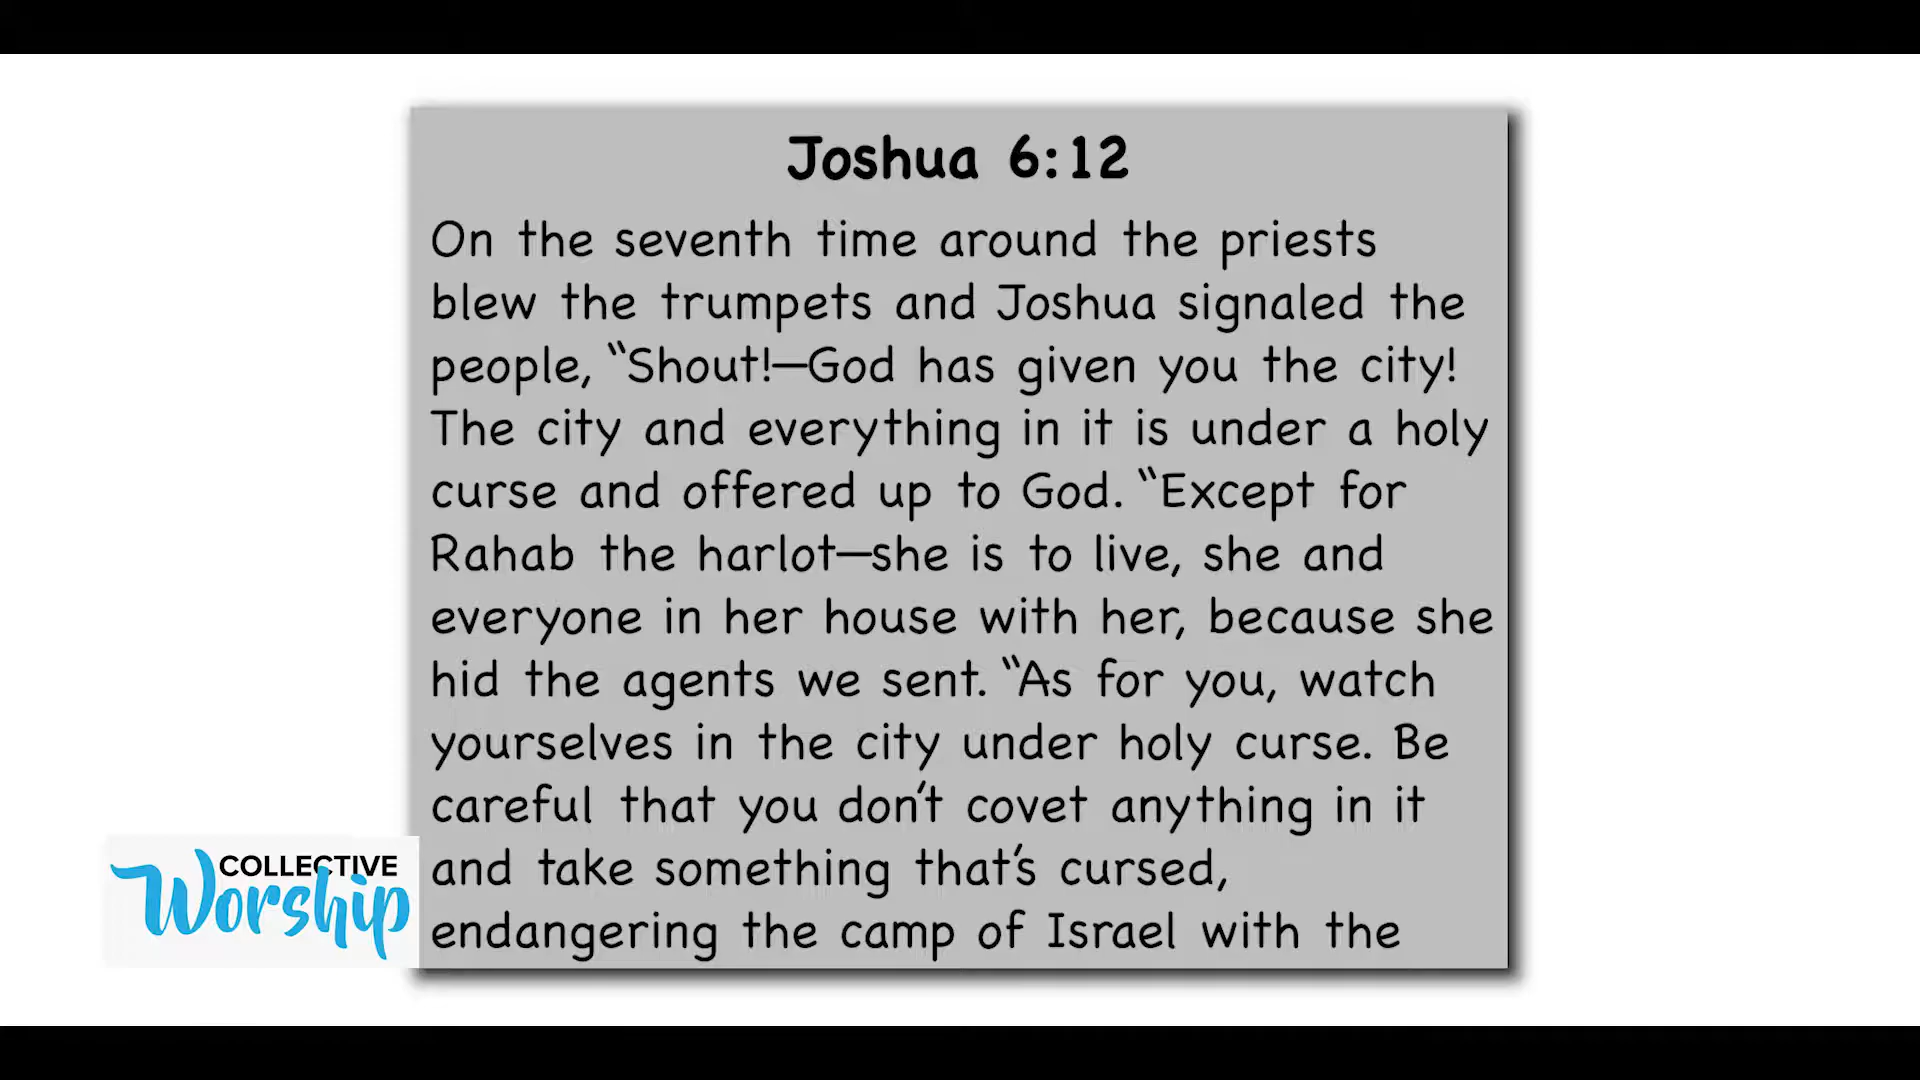 Joshua 6:12
On the seventh time around the priests
blew the trumpets and Joshua signaled the
people, “Shout!—God has given you the city!
The city and everything in it is under a holy
curse and offered up to God. “Except for
Rahab the harlot—she is to live, she and
everyone in her house with her, because she
hid the agents we sent. “As for you, watch
yourselves in the city under holy curse. Be
careful that you don’t covet anything in it
and take something that’s cursed,
endangering the camp of Israel with the
COLLECTIVE
Worship